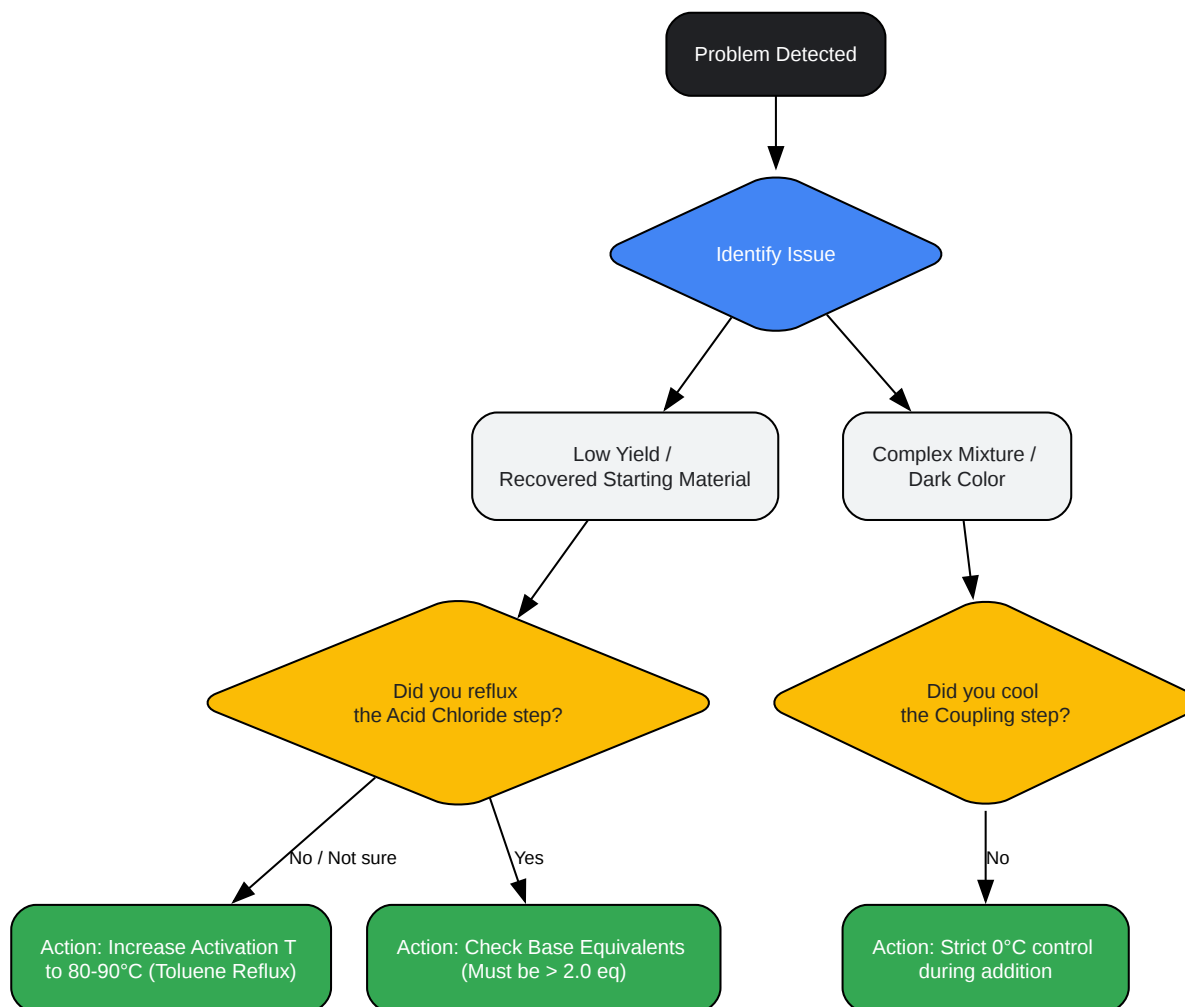 Problem Detected
Identify Issue
Low Yield /
Recovered Starting Material
Complex Mixture /
Dark Color
Did you reflux
the Acid Chloride step?
Did you cool
the Coupling step?
No / Not sure
Yes
No
Action: Increase Activation T
to 80-90°C (Toluene Reflux)
Action: Check Base Equivalents
(Must be > 2.0 eq)
Action: Strict 0°C control
during addition